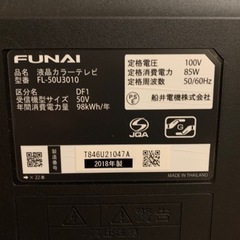 FUNAI
品名 液晶カラーテレビ
形名 FL-50U3010
区分名 DF1
受信機型サイズ 50V
年間消費電力量 98kWh/年
定格電圧 100V
定格消費電力 85W
定格周波数 50/60Hz
船井電機株式会社
JQA
MADE IN THAILAND
T846U21047A
2018年製
警告